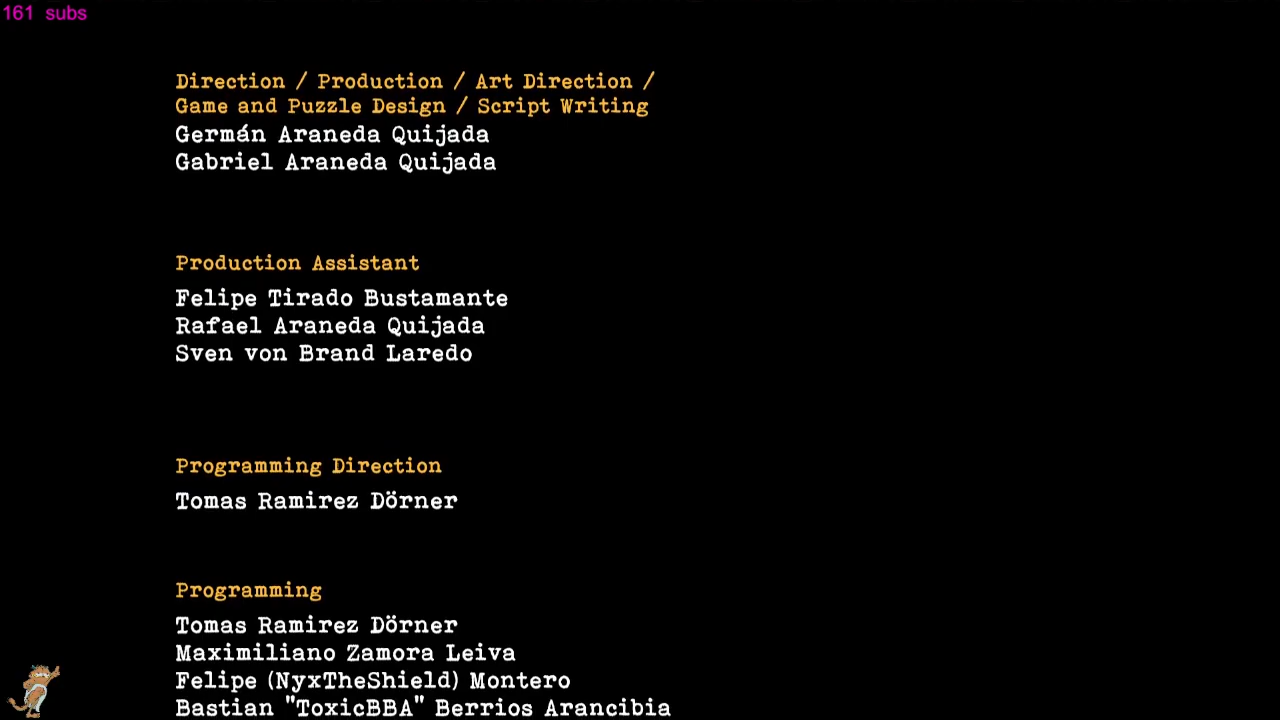 161 subs
Direction / Production / Art Direction /
Game and Puzzle Design / Script Writing
Germán Araneda Quijada
Gabriel Araneda Quijada
Production Assistant
Felipe Tirado Bustamante
Rafael Araneda Quijada
Sven von Brand Laredo
Programming Direction
Tomas Ramirez Dörner
Programming
Tomas Ramirez Dörner
Maximiliano Zamora Leiva
Felipe (NyxTheShield) Montero
Bastian "ToxicBBA" Berrios Arancibia